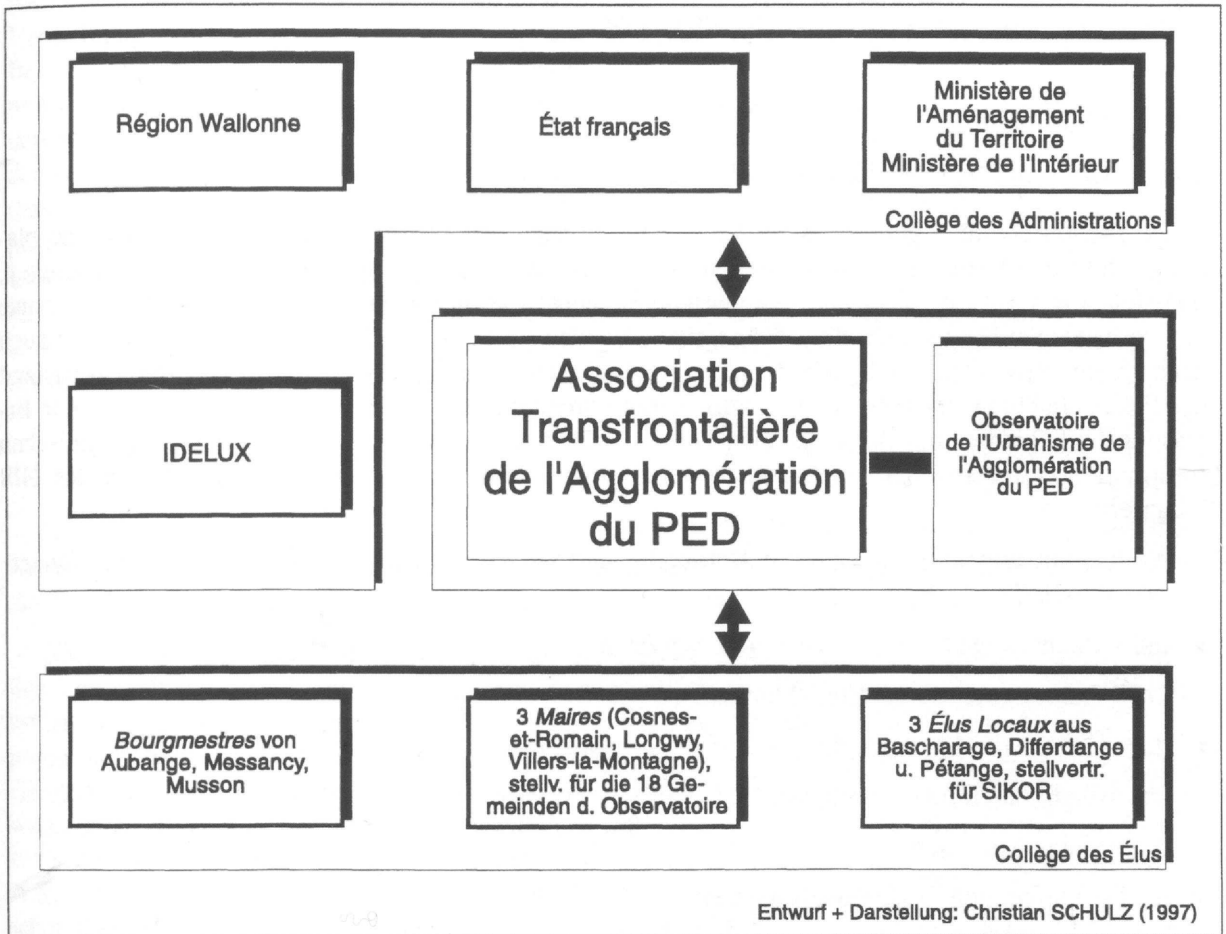 Région Wallonne
État français
Ministère de
l'Aménagement
du Territoire
Ministère de l'Intérieur
Collège des Administrations
IDELUX
Association
Transfrontalière
de l'Agglomération
du PED
Observatoire
de l'Urbanisme de
l'Agglomération
du PED
Bourgmestres von
Aubange, Messancy,
Musson
3 Maires (Cosnes-
et-Romain, Longwy,
Villers-la-Montagne),
stellv. für die 18 Ge-
meinden d. Observatoire
3 Élus Locaux aus
Bascharage, Differdange
u. Pétange, stellvertr.
für SIKOR
Collège des Élus
Entwurf + Darstellung: Christian SCHULZ (1997)